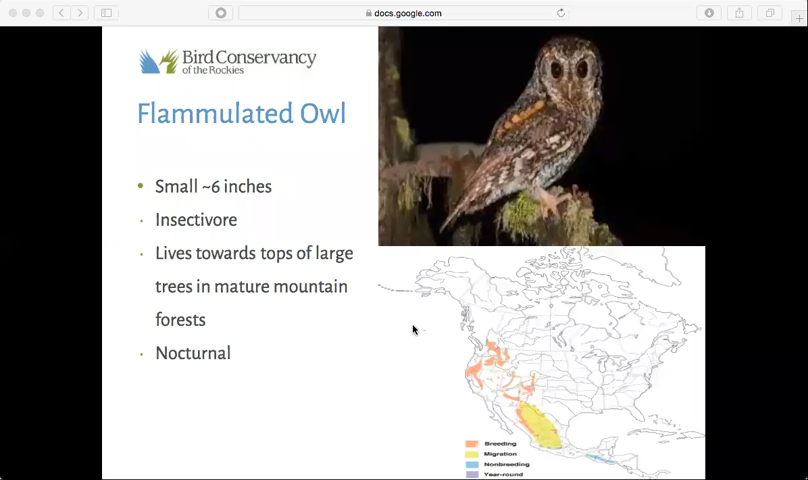 docs.google.com
Bird Conservancy
of the Rockies
Flammulated Owl
• Small ~6 inches
· Insectivore
· Lives towards tops of large
trees in mature mountain
forests
· Nocturnal
Breeding
Migration
Nonbreeding
Year-round